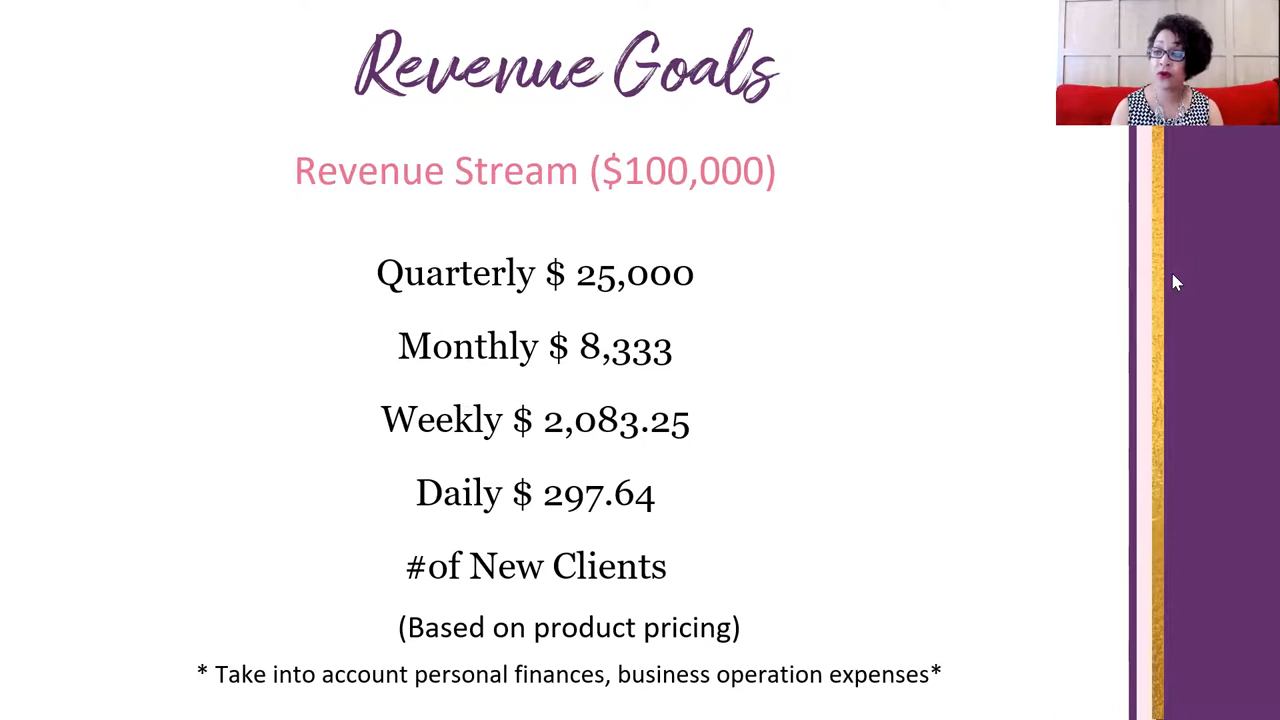 Revenue Goals
Revenue Stream ($100,000)
Quarterly $ 25,000
Monthly $ 8,333
Weekly $ 2,083.25
Daily $ 297.64
#of New Clients
(Based on product pricing)
* Take into account personal finances, business operation expenses*